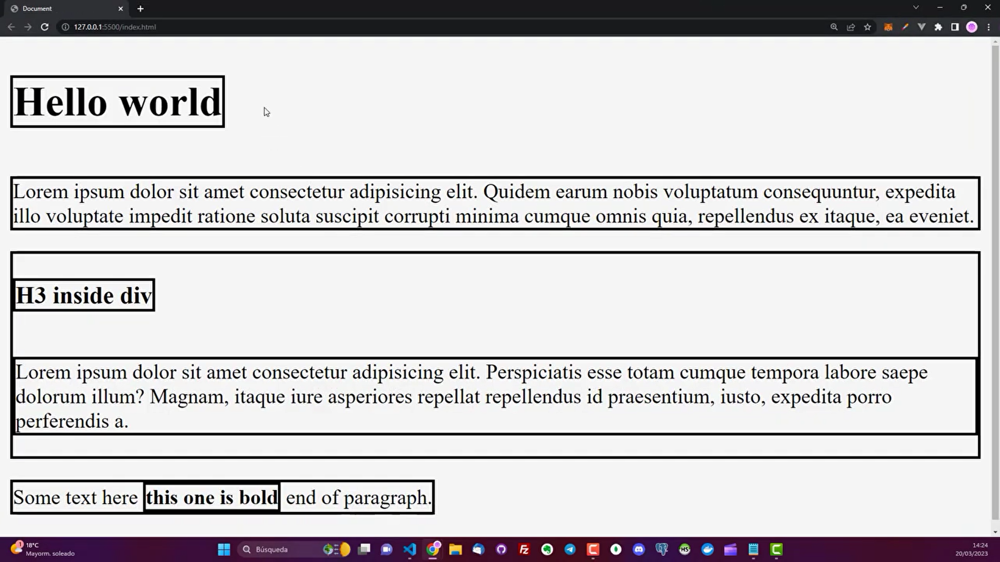 Document
127.0.0.1:5500/index.html
Hello world
Lorem ipsum dolor sit amet consectetur adipisicing elit. Quidem earum nobis voluptatum consequuntur, expedita
illo voluptate impedit ratione soluta suscipit corrupti minima cumque omnis quia, repellendus ex itaque, ea eveniet.
H3 inside div
Lorem ipsum dolor sit amet consectetur adipisicing elit. Perspiciatis esse totam cumque tempora labore saepe
dolorum illum? Magnam, itaque iure asperiores repellat repellendus id praesentium, iusto, expedita porro
perferendis a.
Some text here this one is bold end of paragraph.
1
18°C
Mayorm. soleado
Búsqueda
Fz
HS
14:24
20/03/2023